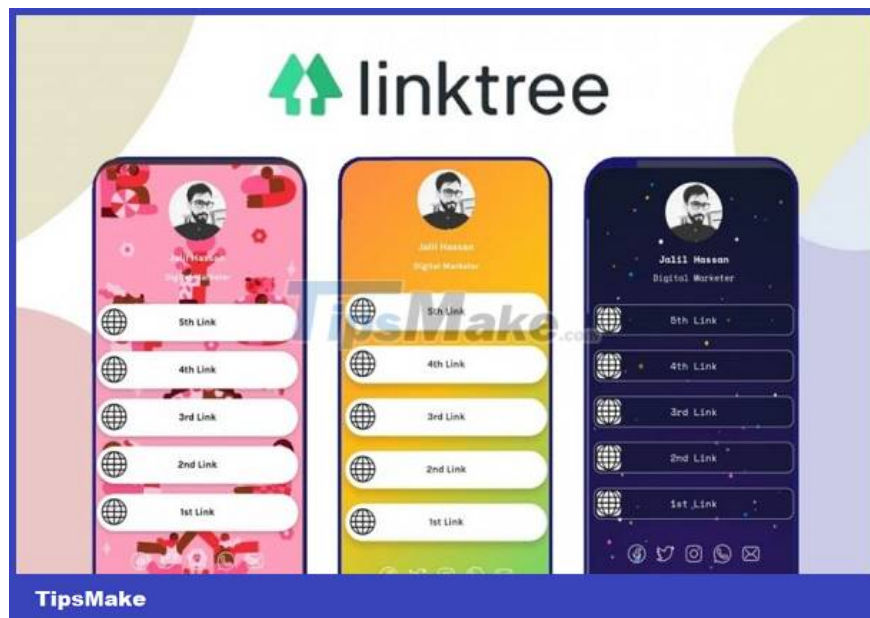 linktree
Jalil Hassan
Digital Marketer
5th Link
4th Link
3rd Link
2nd Link
1st Link
Jalil Hassan
Digital Marketer
5th Link
4th Link
3rd Link
2nd Link
1st Link
Jalil Hassan
Digital Marketer
5th Link
4th Link
3rd Link
2nd Link
1st Link
TipsMake.com
TipsMake